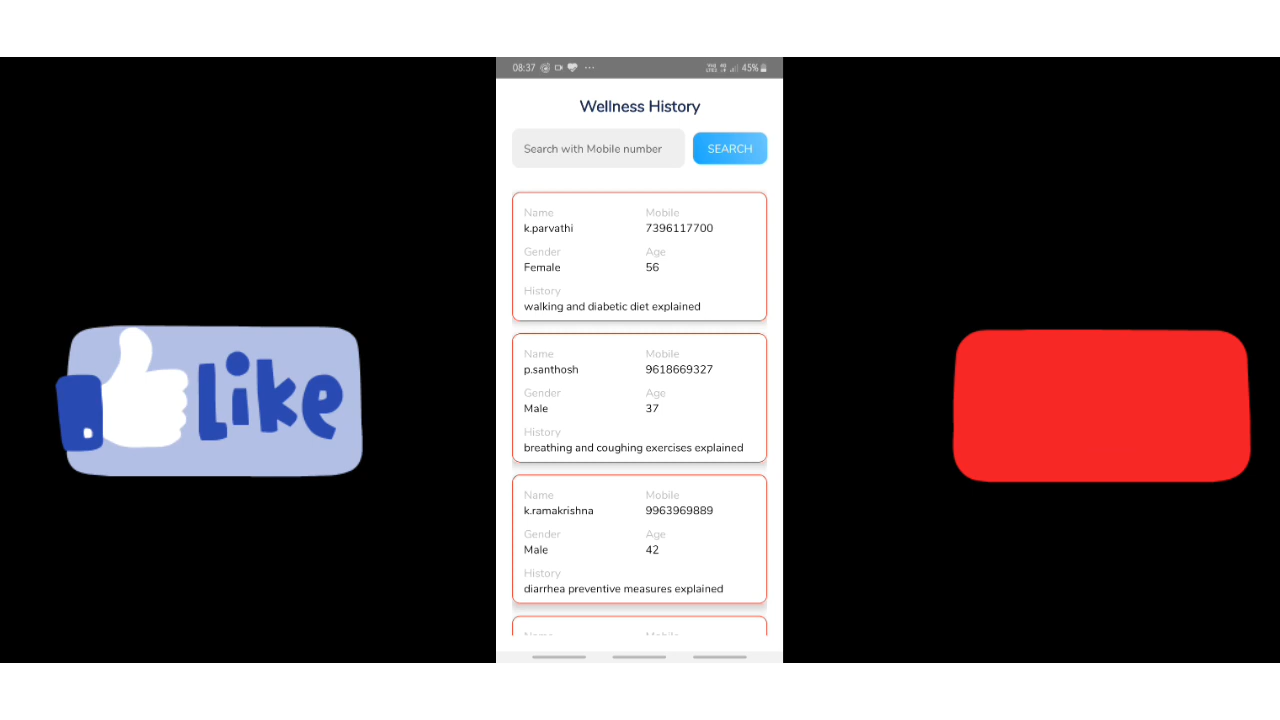 08:37 45%
Wellness History
Search with Mobile number SEARCH
Name Mobile
k.parvathi 7396117700
Gender Age
Female 56
History
walking and diabetic diet explained
Name Mobile
p.santhosh 9618669327
Gender Age
Male 37
History
breathing and coughing exercises explained
Name Mobile
k.ramakrishna 9963969889
Gender Age
Male 42
History
diarrhea preventive measures explained
Like